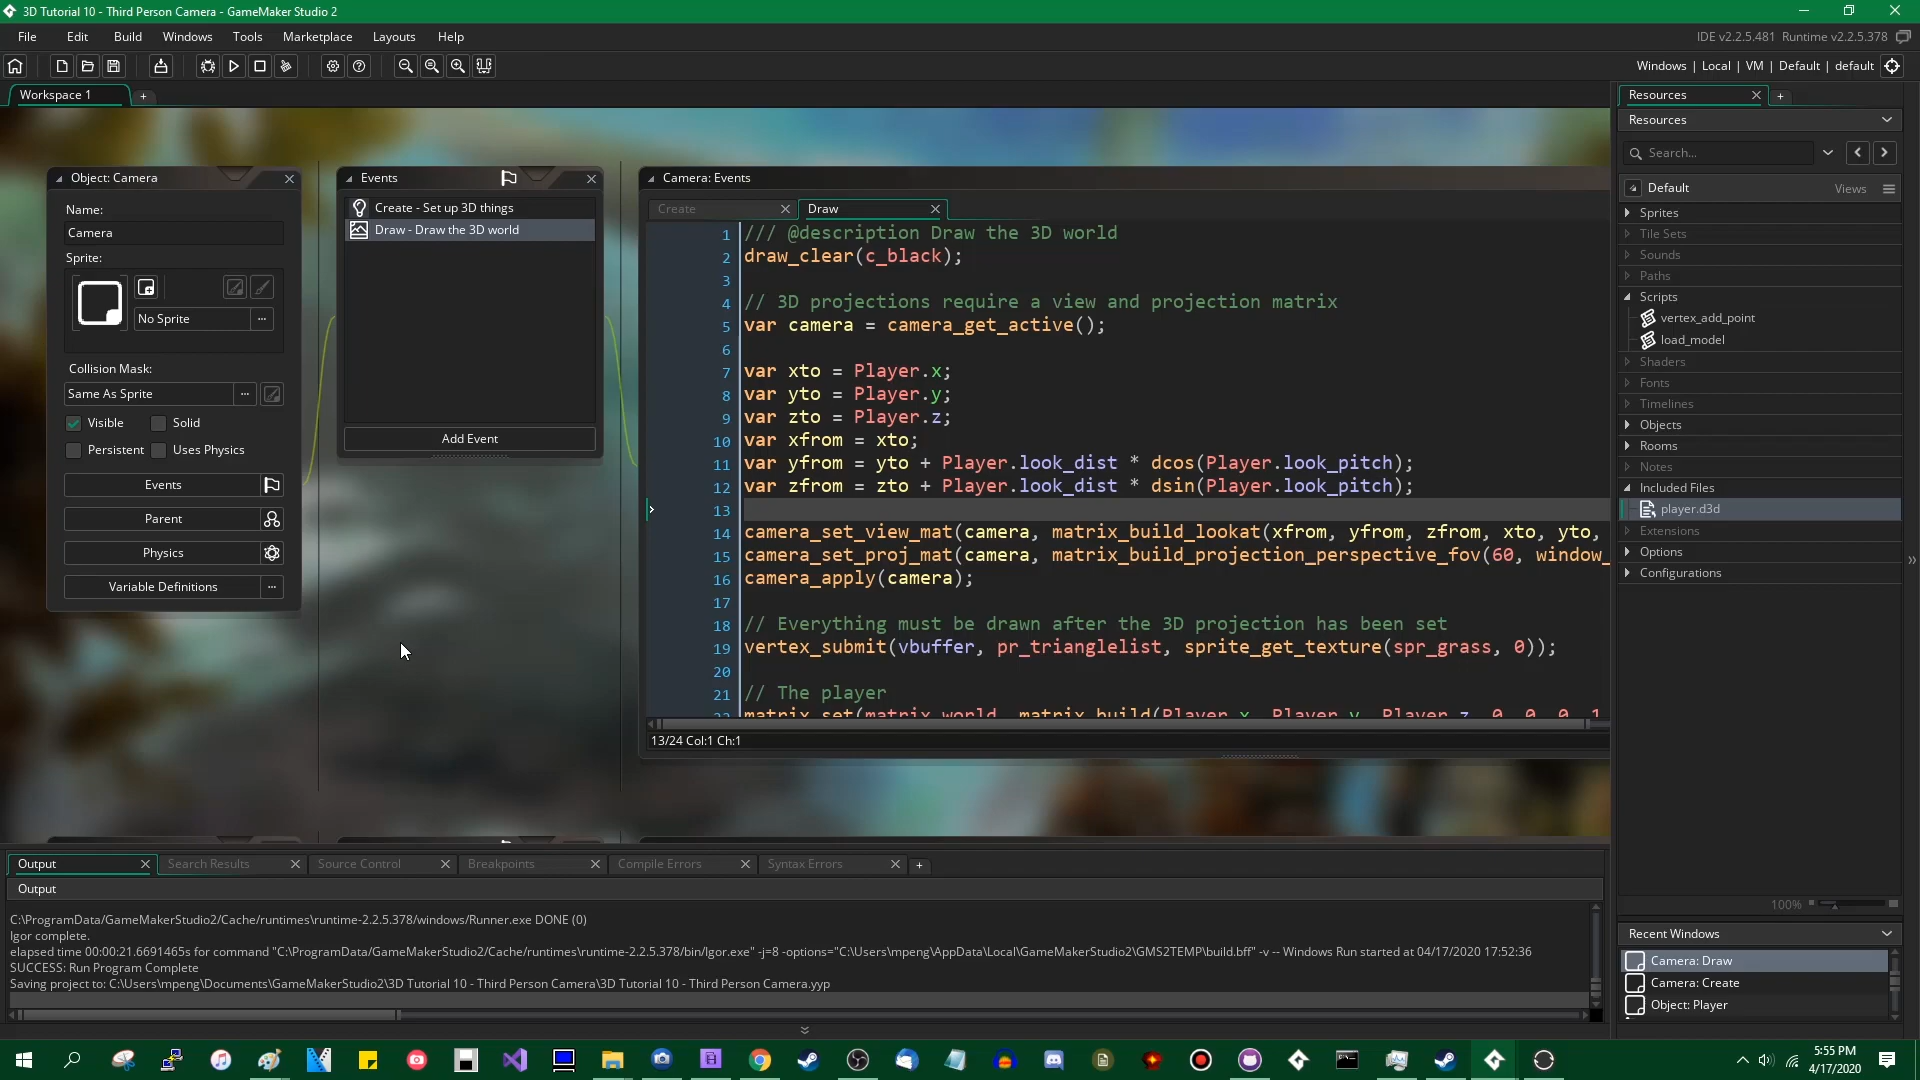 3D Tutorial 10 - Third Person Camera - GameMaker Studio 2
File Edit Build Windows Tools Marketplace Layouts Help
IDE v2.2.5.481 Runtime v2.2.5.378
Windows | Local | VM | Default | default
Workspace 1
Object: Camera
Name:
Camera
Sprite:
No Sprite
Collision Mask:
Same As Sprite
Visible Solid
Persistent Uses Physics
Events
Parent
Physics
Variable Definitions
Events
Create - Set up 3D things
Draw - Draw the 3D world
Add Event
Camera: Events
Create Draw
1 /// @description Draw the 3D world
2 draw_clear(c_black);
3
4 // 3D projections require a view and projection matrix
5 var camera = camera_get_active();
6
7 var xto = Player.x;
8 var yto = Player.y;
9 var zto = Player.z;
10 var xfrom = xto;
11 var yfrom = yto + Player.look_dist * dcos(Player.look_pitch);
12 var zfrom = zto + Player.look_dist * dsin(Player.look_pitch);
13
14 camera_set_view_mat(camera, matrix_build_lookat(xfrom, yfrom, zfrom, xto, yto,
15 camera_set_proj_mat(camera, matrix_build_projection_perspective_fov(60, window_
16 camera_apply(camera);
17
18 // Everything must be drawn after the 3D projection has been set
19 vertex_submit(vbuffer, pr_trianglelist, sprite_get_texture(spr_grass, 0));
20
21 // The player
22 matrix_set(matrix_world, matrix_build(Player.x, Player.y, Player.z, 0, 0, 0, 1
13/24 Col:1 Ch:1
Resources
Resources
Search...
Default Views
Sprites
Tile Sets
Sounds
Paths
Scripts
vertex_add_point
load_model
Shaders
Fonts
Timelines
Objects
Rooms
Notes
Included Files
player.d3d
Extensions
Options
Configurations
100%
Recent Windows
Camera: Draw
Camera: Create
Object: Player
Output Search Results Source Control Breakpoints Compile Errors Syntax Errors
Output
C:\ProgramData/GameMakerStudio2/Cache/runtimes\runtime-2.2.5.378/windows/Runner.exe DONE (0)
Igor complete.
elapsed time 00:00:21.6691465s for command "C:\ProgramData/GameMakerStudio2/Cache/runtimes\runtime-2.2.5.378/bin/Igor.exe" -j=8 -options="C:\Users\mpeng\AppData\Local\GameMakerStudio2\GMS2TEMP\build.bff" -v -- Windows Run started at 04/17/2020 17:52:36
SUCCESS: Run Program Complete
Saving project to: C:\Users\mpeng\Documents\GameMakerStudio2\3D Tutorial 10 - Third Person Camera\3D Tutorial 10 - Third Person Camera.yyp
5:55 PM
4/17/2020